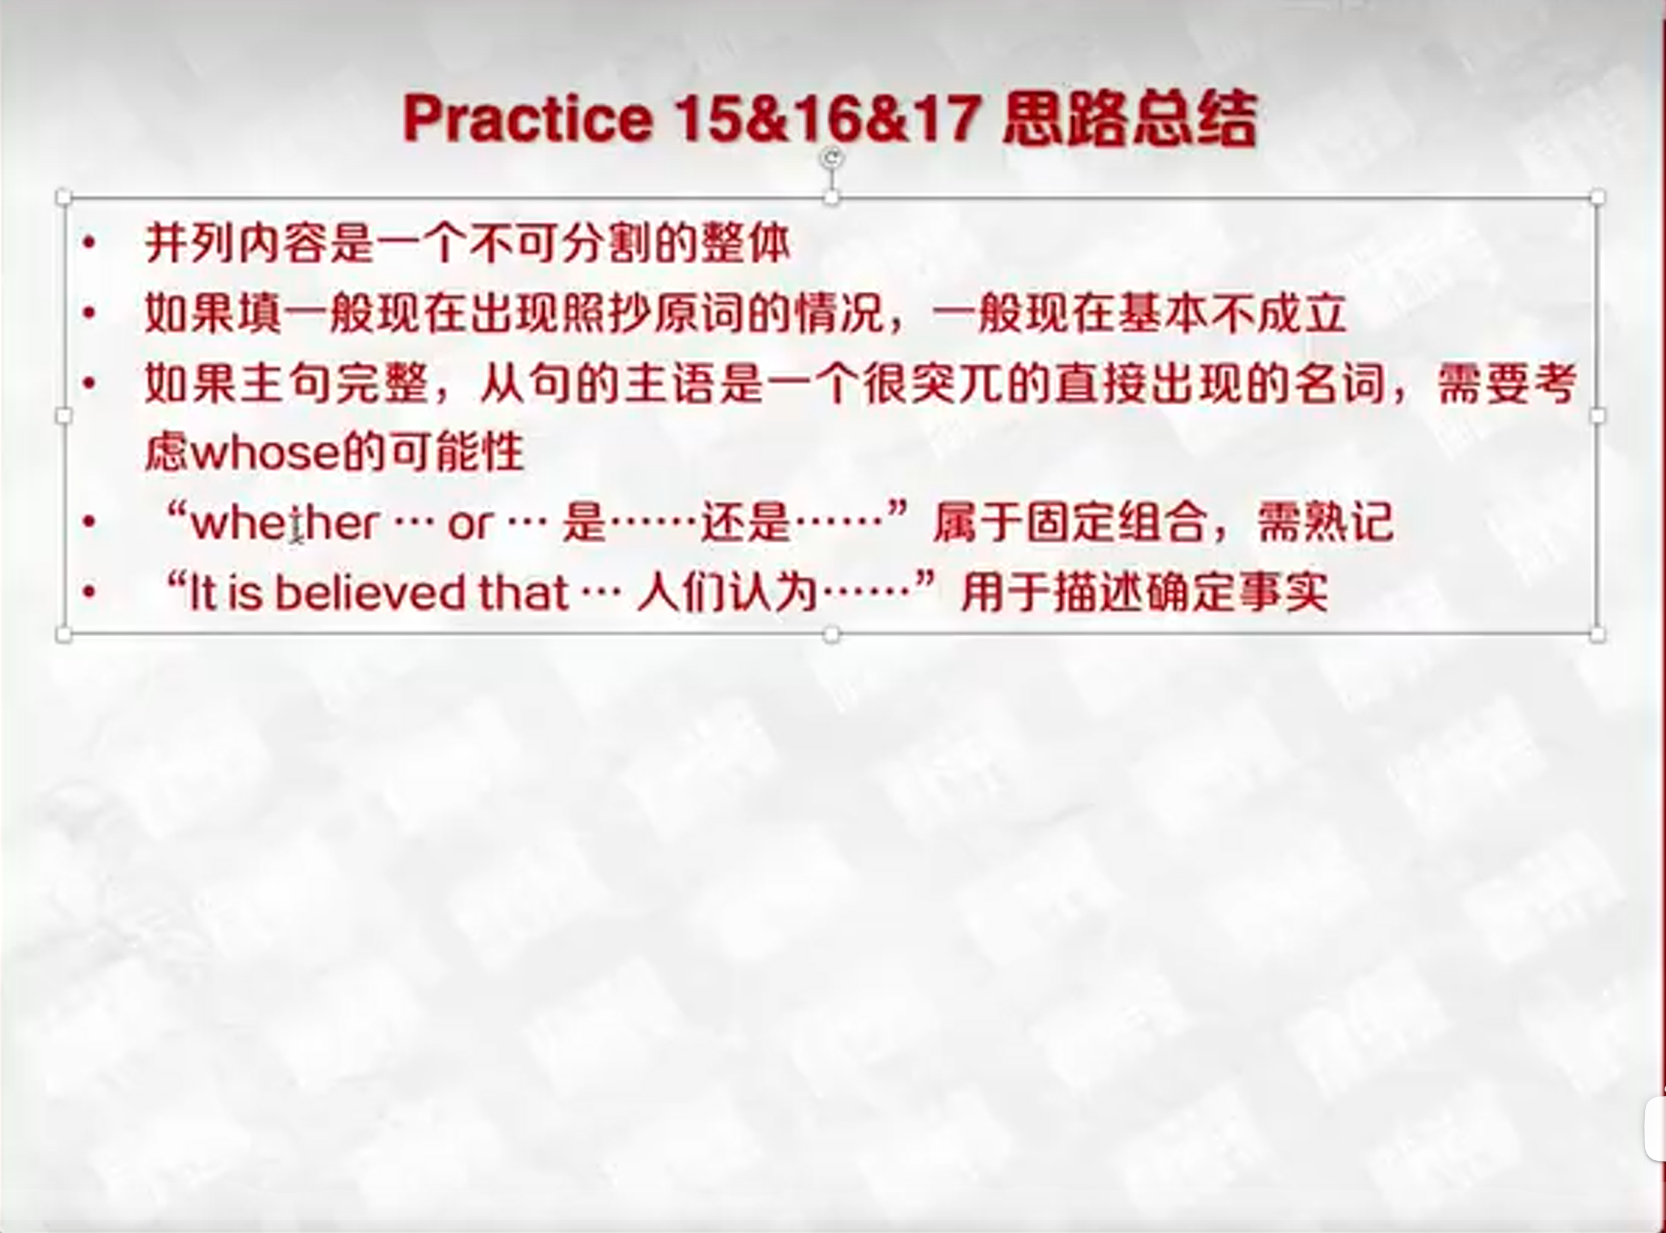 Practice 15&16&17 思路总结
• 并列内容是一个不可分割的整体
• 如果填一般现在出现照抄原词的情况，一般现在基本不成立
• 如果主句完整，从句的主语是一个很突兀的直接出现的名词，需要考
虑whose的可能性
• “whether … or … 是……还是……”属于固定组合，需熟记
• “It is believed that … 人们认为……”用于描述确定事实